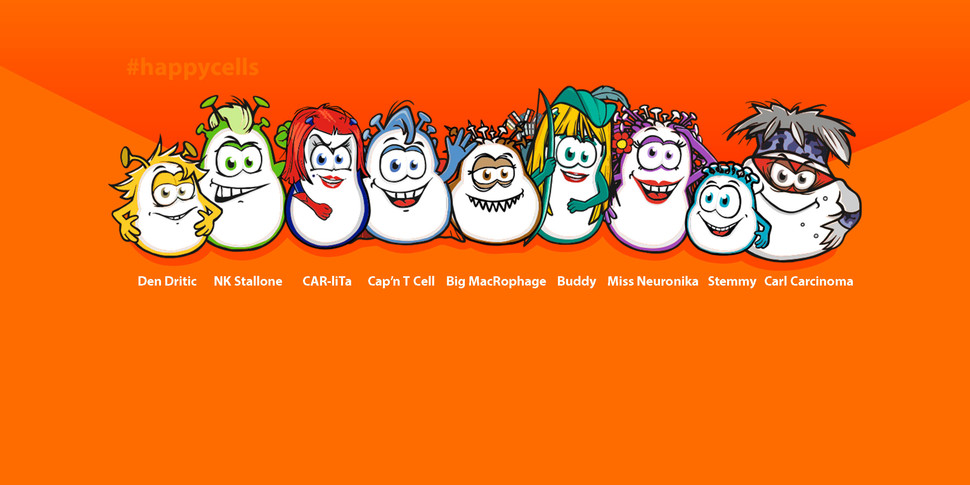 #happycells
Den Dritic NK Stallone CAR-liTa Cap'n T Cell Big MacRophage Buddy Miss Neuronika Stemmy Carl Carcinoma